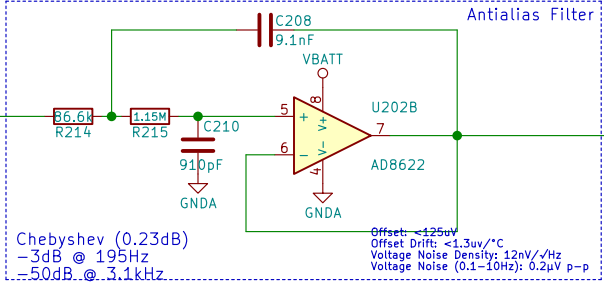 Antialias Filter
C208
9.1nF
VBATT
8
V+
U202B
86.6k
R214
1.15M
R215
C210
910pF
5
+
7
6
−
V−
4
AD8622
GNDA
GNDA
Chebyshev (0.23dB)
−3dB @ 195Hz
−50dB @ 3.1kHz
Offset: <125uV
Offset Drift: <1.3uv/°C
Voltage Noise Density: 12nV/√Hz
Voltage Noise (0.1–10Hz): 0.2µV p−p